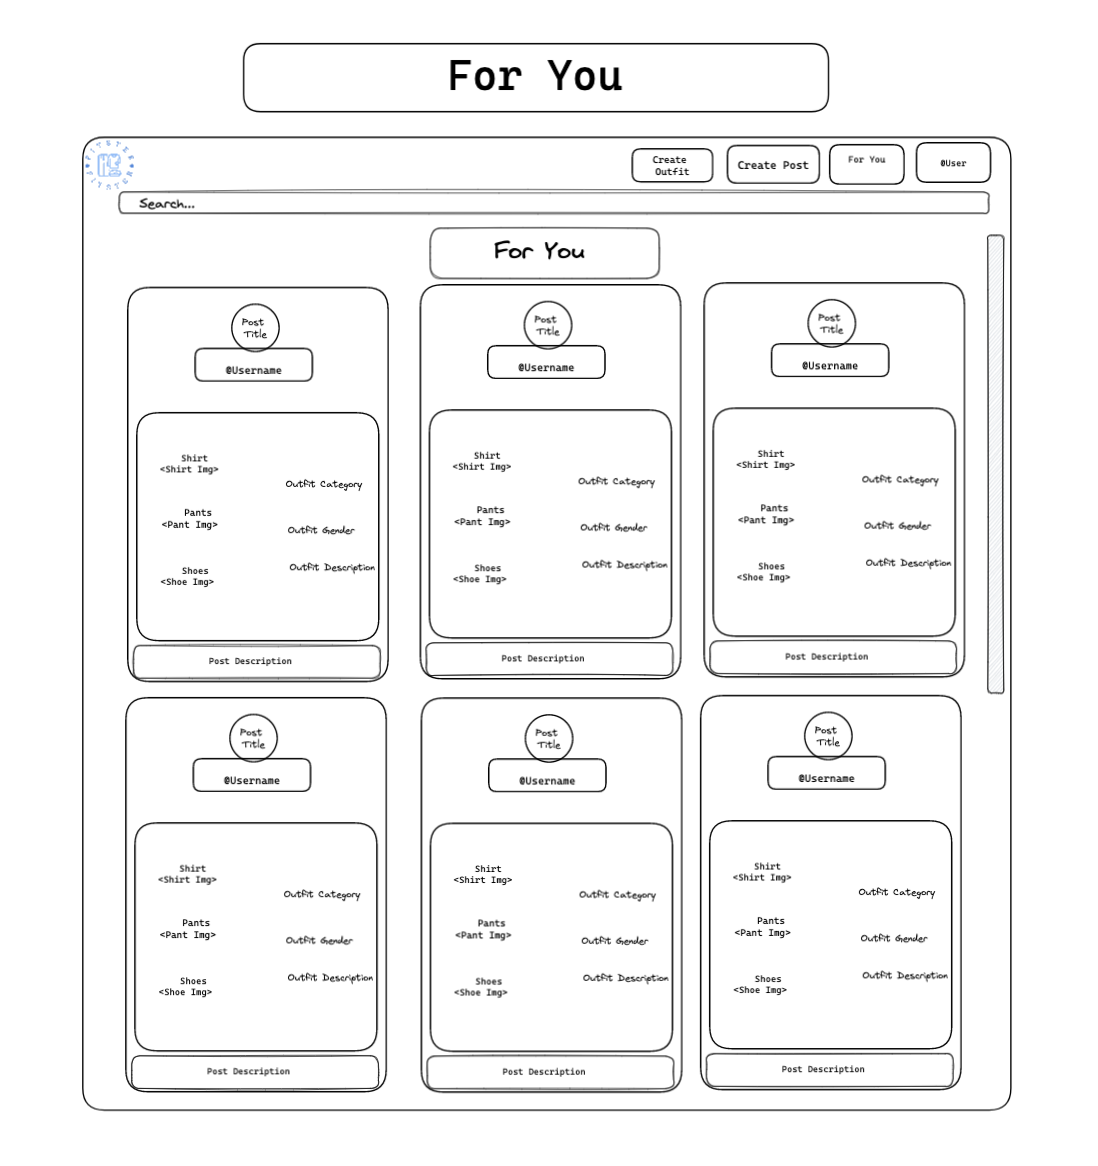 For You
Create
Outfit
Create Post
For You
@User
Search...
For You
Post
Title
@Username
Shirt
<Shirt Img>
Outfit Category
Pants
<Pant Img>
Outfit Gender
Outfit Description
Shoes
<Shoe Img>
Post Description
Post
Title
@Username
Shirt
<Shirt Img>
Outfit Category
Pants
<Pant Img>
Outfit Gender
Outfit Description
Shoes
<Shoe Img>
Post Description
Post
Title
@Username
Shirt
<Shirt Img>
Outfit Category
Pants
<Pant Img>
Outfit Gender
Outfit Description
Shoes
<Shoe Img>
Post Description
Post
Title
@Username
Shirt
<Shirt Img>
Outfit Category
Pants
<Pant Img>
Outfit Gender
Outfit Description
Shoes
<Shoe Img>
Post Description
Post
Title
@Username
Shirt
<Shirt Img>
Outfit Category
Pants
<Pant Img>
Outfit Gender
Outfit Description
Shoes
<Shoe Img>
Post Description
Post
Title
@Username
Shirt
<Shirt Img>
Outfit Category
Pants
<Pant Img>
Outfit Gender
Outfit Description
Shoes
<Shoe Img>
Post Description